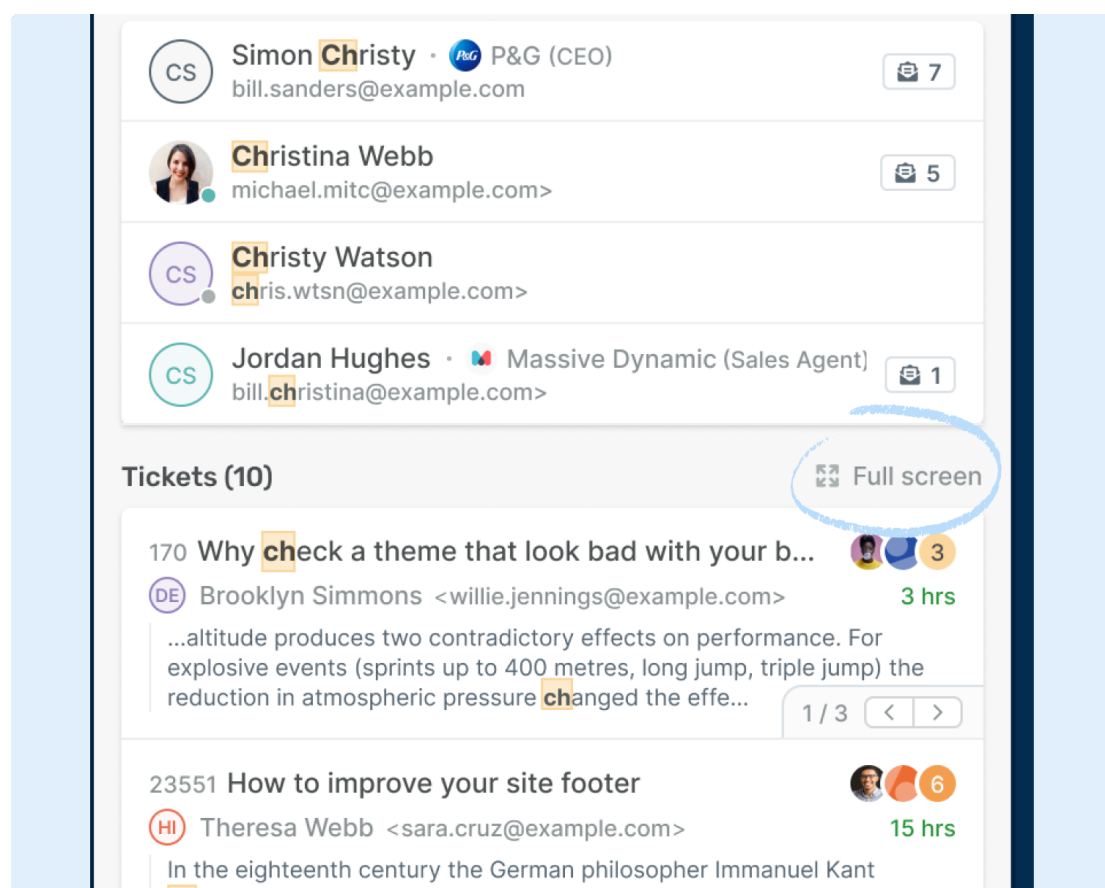 CS Simon Christy · P&G P&G (CEO) 7
bill.sanders@example.com
Christina Webb 5
michael.mitc@example.com>
CS Christy Watson
chris.wtsn@example.com>
CS Jordan Hughes · Massive Dynamic (Sales Agent) 1
bill.christina@example.com>
Tickets (10) Full screen
170 Why check a theme that look bad with your b... 3
DE Brooklyn Simmons <willie.jennings@example.com> 3 hrs
...altitude produces two contradictory effects on performance. For
explosive events (sprints up to 400 metres, long jump, triple jump) the
reduction in atmospheric pressure changed the effe...
1 / 3 < >
23551 How to improve your site footer 6
HI Theresa Webb <sara.cruz@example.com> 15 hrs
In the eighteenth century the German philosopher Immanuel Kant